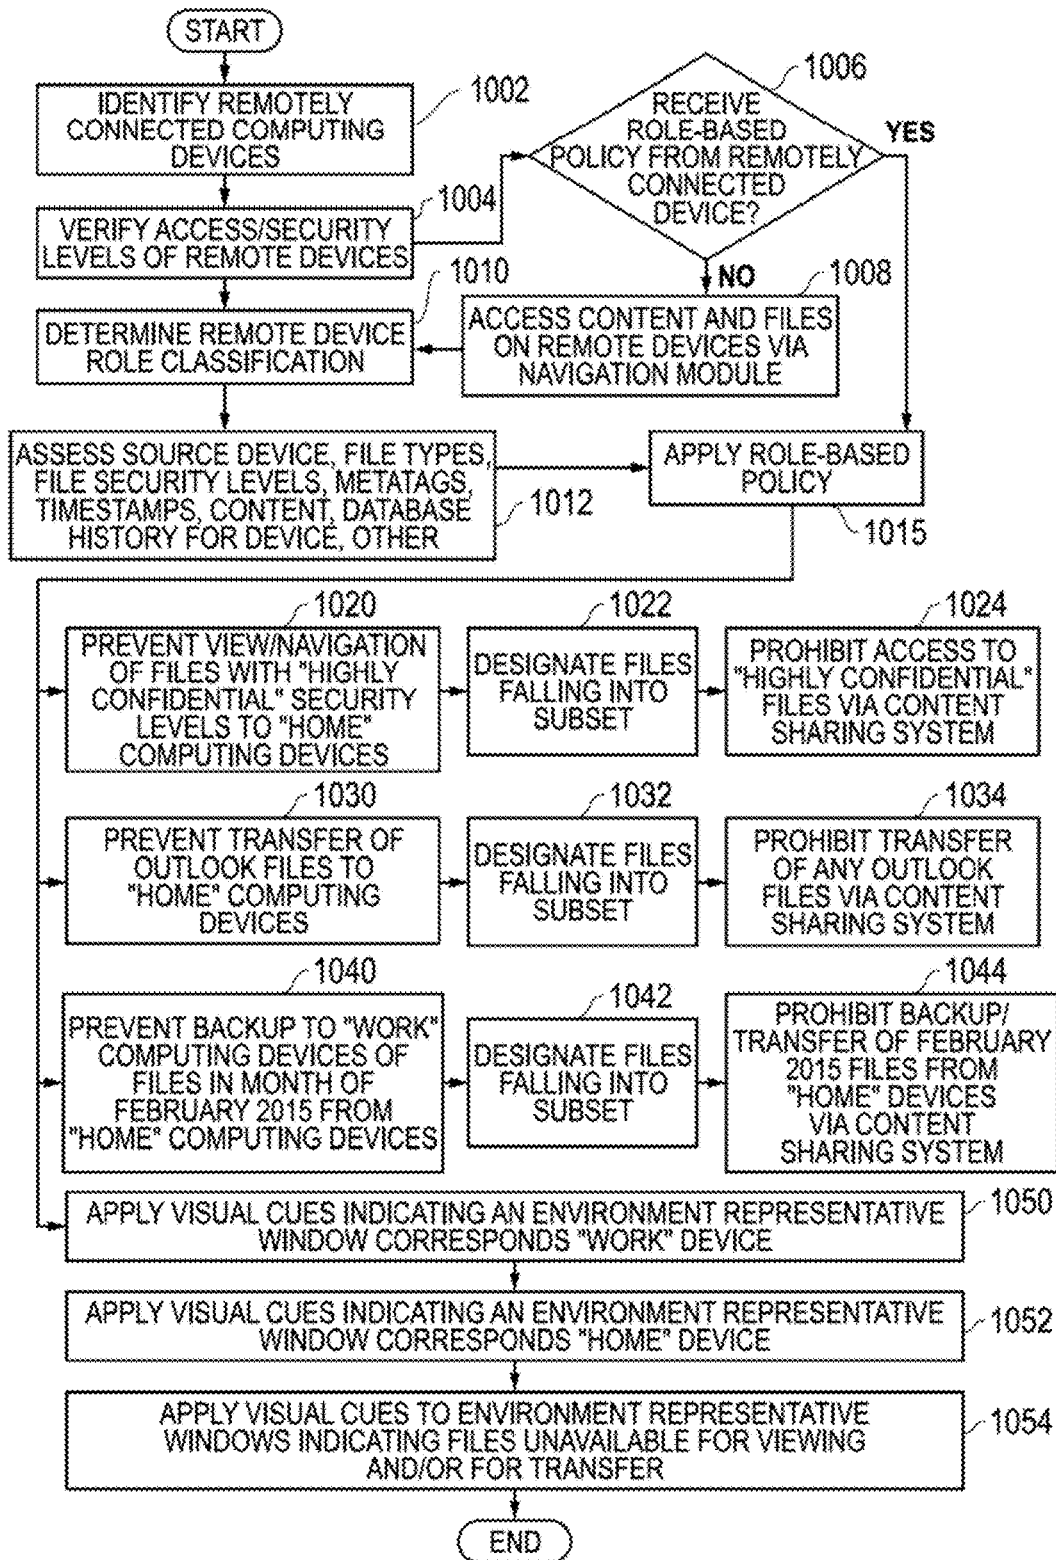 START
IDENTIFY REMOTELY
CONNECTED COMPUTING
DEVICES
1002
VERIFY ACCESS/SECURITY
LEVELS OF REMOTE DEVICES
1004
RECEIVE
ROLE-BASED
POLICY FROM REMOTELY
CONNECTED
DEVICE?
1006
YES
NO
ACCESS CONTENT AND FILES
ON REMOTE DEVICES VIA
NAVIGATION MODULE
1008
DETERMINE REMOTE DEVICE
ROLE CLASSIFICATION
1010
ASSESS SOURCE DEVICE, FILE TYPES,
FILE SECURITY LEVELS, METATAGS,
TIMESTAMPS, CONTENT, DATABASE
HISTORY FOR DEVICE, OTHER
1012
APPLY ROLE-BASED
POLICY
1015
1020
PREVENT VIEW/NAVIGATION
OF FILES WITH "HIGHLY
CONFIDENTIAL" SECURITY
LEVELS TO "HOME"
COMPUTING DEVICES
1022
DESIGNATE FILES
FALLING INTO
SUBSET
1024
PROHIBIT ACCESS TO
"HIGHLY CONFIDENTIAL"
FILES VIA CONTENT
SHARING SYSTEM
1030
PREVENT TRANSFER OF
OUTLOOK FILES TO
"HOME" COMPUTING
DEVICES
1032
DESIGNATE FILES
FALLING INTO
SUBSET
1034
PROHIBIT TRANSFER
OF ANY OUTLOOK
FILES VIA CONTENT
SHARING SYSTEM
1040
PREVENT BACKUP TO "WORK"
COMPUTING DEVICES OF
FILES IN MONTH OF
FEBRUARY 2015 FROM
"HOME" COMPUTING DEVICES
1042
DESIGNATE FILES
FALLING INTO
SUBSET
1044
PROHIBIT BACKUP/
TRANSFER OF FEBRUARY
2015 FILES FROM
"HOME" DEVICES
VIA CONTENT
SHARING SYSTEM
APPLY VISUAL CUES INDICATING AN ENVIRONMENT REPRESENTATIVE
WINDOW CORRESPONDS "WORK" DEVICE
1050
APPLY VISUAL CUES INDICATING AN ENVIRONMENT REPRESENTATIVE
WINDOW CORRESPONDS "HOME" DEVICE
1052
APPLY VISUAL CUES TO ENVIRONMENT REPRESENTATIVE
WINDOWS INDICATING FILES UNAVAILABLE FOR VIEWING
AND/OR FOR TRANSFER
1054
END